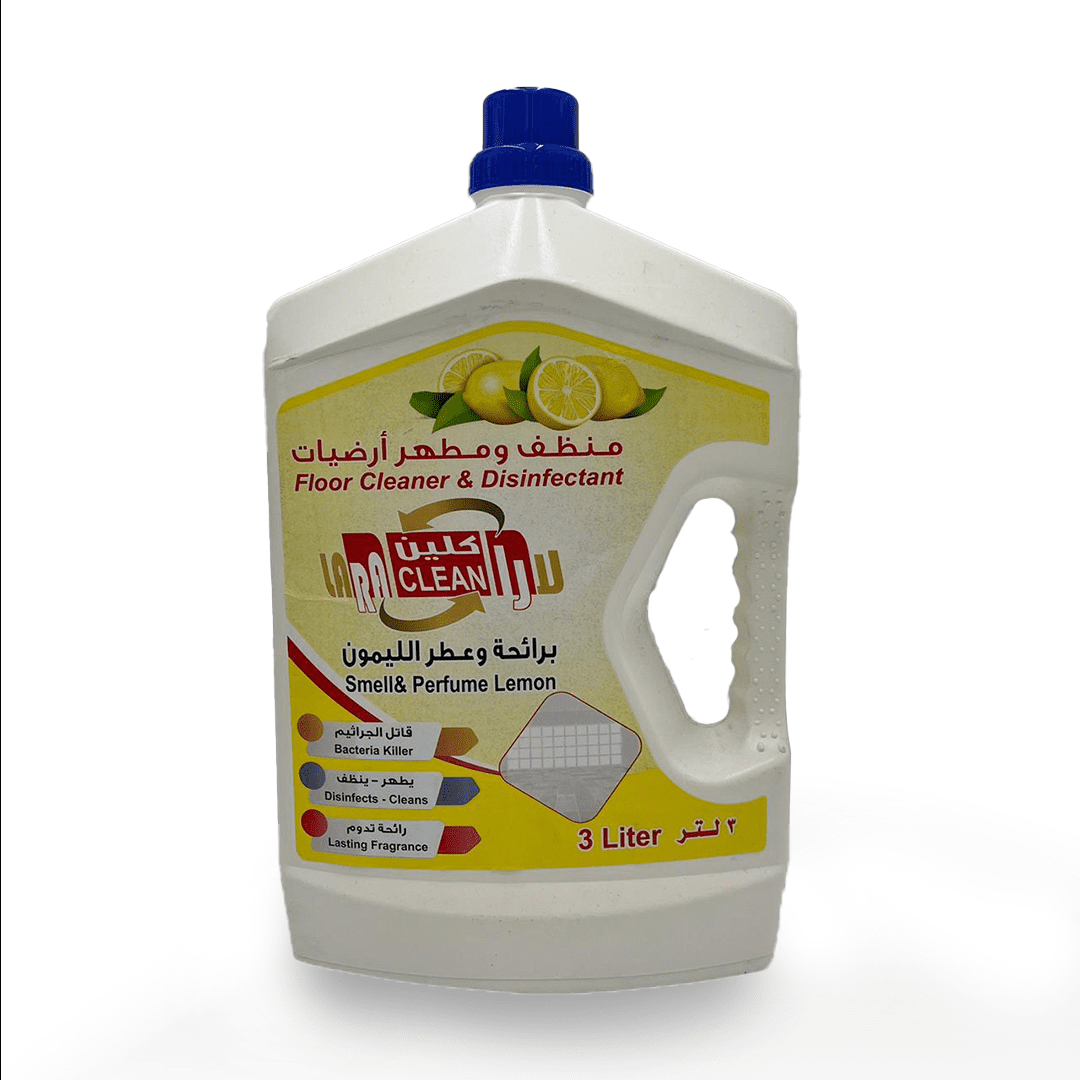 منظف ومطهر أرضيات
Floor Cleaner & Disinfectant
LARA كلين لارا
CLEAN
برائحة وعطر الليمون
Smell& Perfume Lemon
قاتل الجراثيم
Bacteria Killer
يطهر - ينظف
Disinfects - Cleans
رائحة تدوم
Lasting Fragrance
3 Liter ٣ لتر